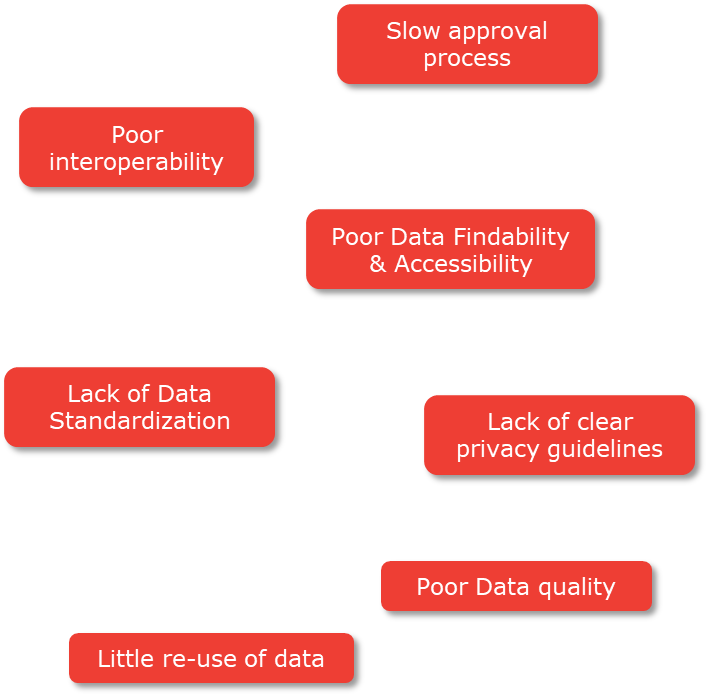 Slow approval
process
Poor
interoperability
Poor Data Findability
& Accessibility
Lack of Data
Standardization
Lack of clear
privacy guidelines
Poor Data quality
Little re-use of data